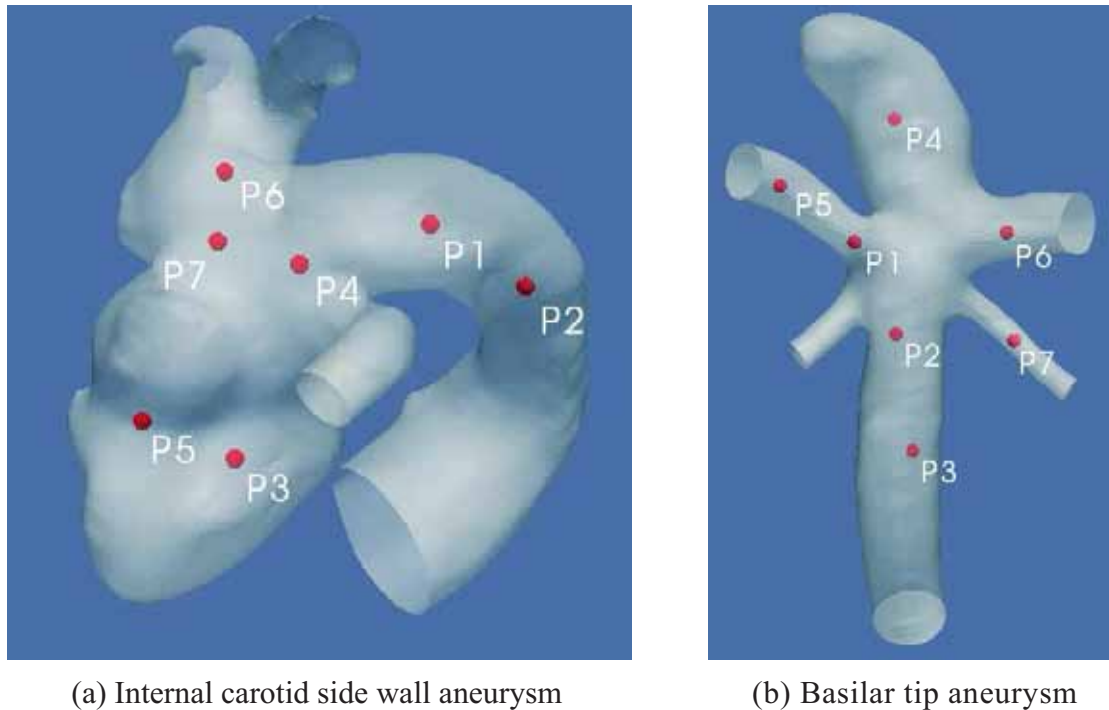 P6
P1
P7
P4
P2
P5
P3
(a) Internal carotid side wall aneurysm
P4
P5
P1
P6
P2
P7
P3
(b) Basilar tip aneurysm